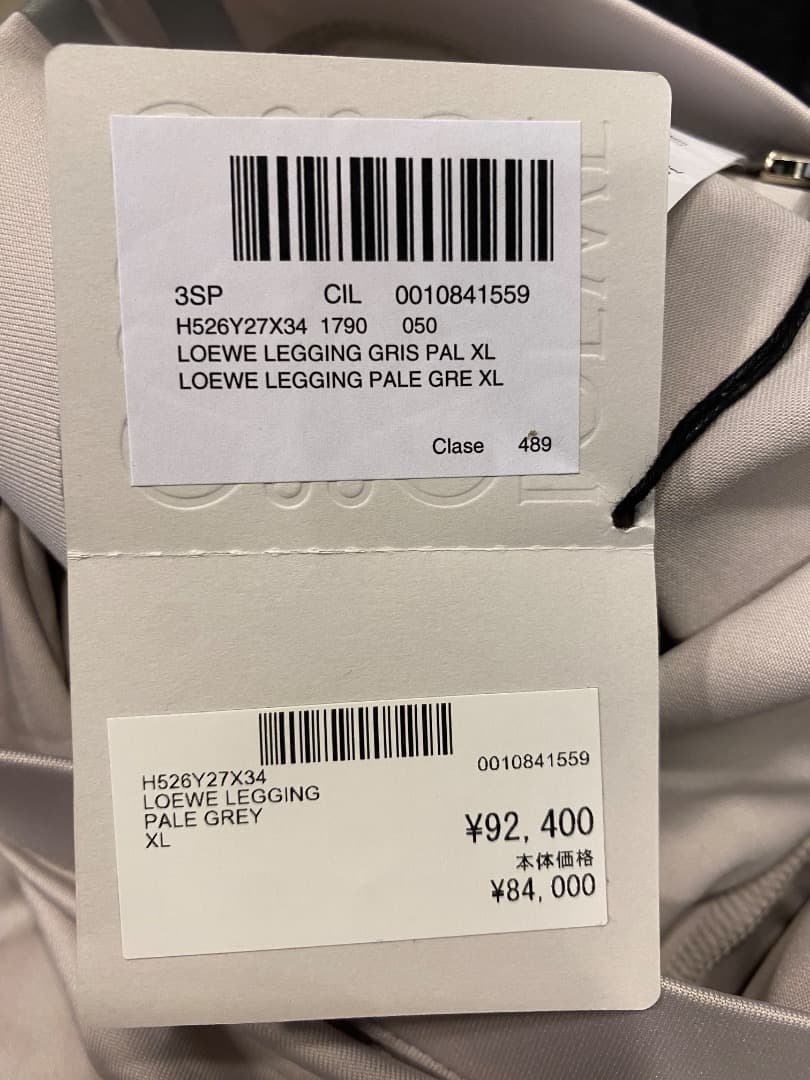 3SP CIL 0010841559
H526Y27X34 1790 050
LOEWE LEGGING GRIS PAL XL
LOEWE LEGGING PALE GRE XL
Clase 489
H526Y27X34 0010841559
LOEWE LEGGING
PALE GREY
XL
¥92,400
本体価格
¥84,000